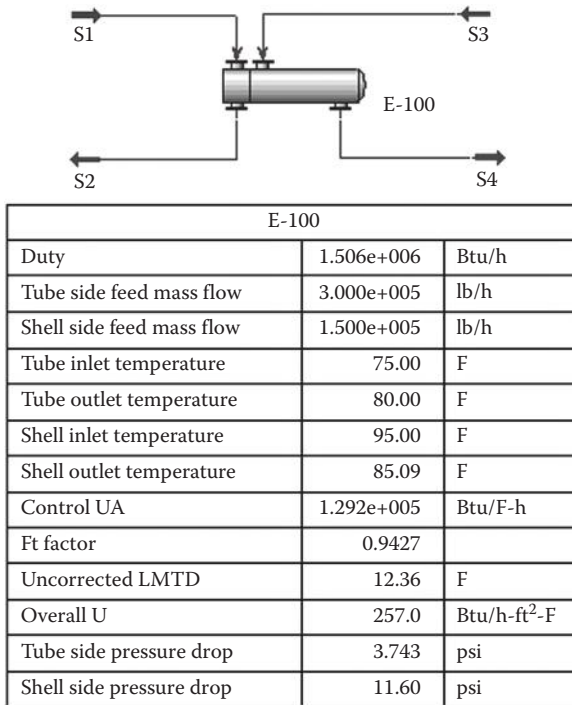 S1
S3
E-100
S2
S4
E-100
Duty 1.506e+006 Btu/h
Tube side feed mass flow 3.000e+005 lb/h
Shell side feed mass flow 1.500e+005 lb/h
Tube inlet temperature 75.00 F
Tube outlet temperature 80.00 F
Shell inlet temperature 95.00 F
Shell outlet temperature 85.09 F
Control UA 1.292e+005 Btu/F-h
Ft factor 0.9427
Uncorrected LMTD 12.36 F
Overall U 257.0 Btu/h-ft²-F
Tube side pressure drop 3.743 psi
Shell side pressure drop 11.60 psi